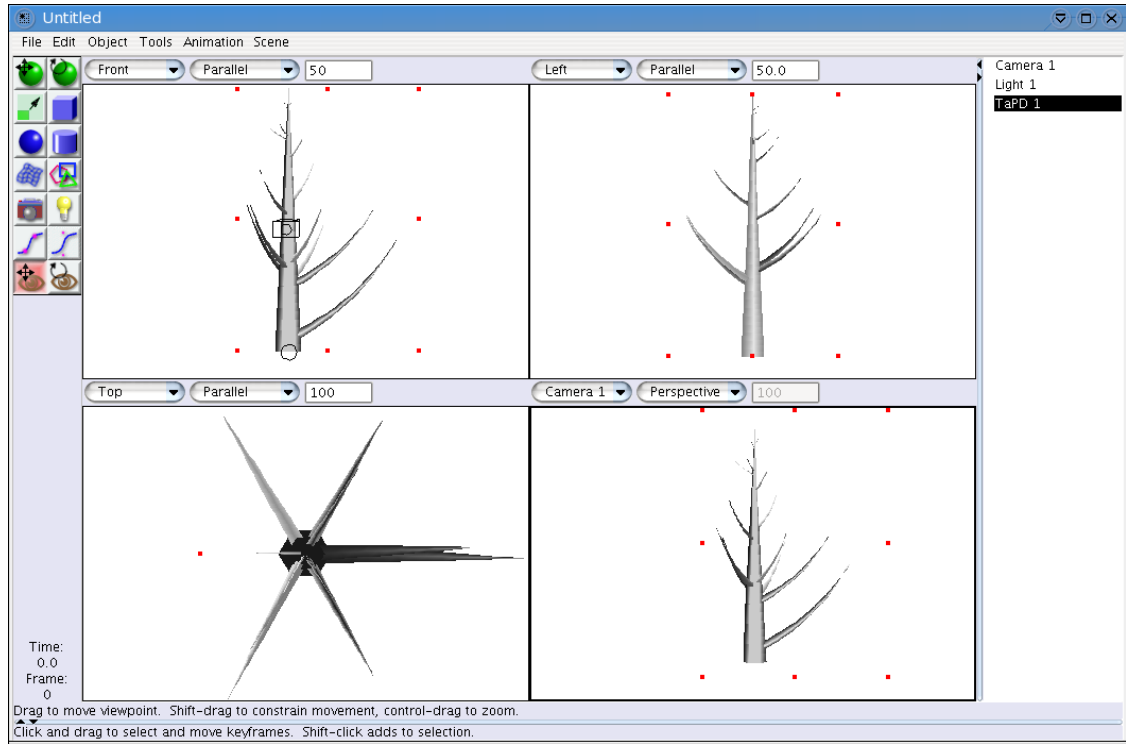 Untitled
File Edit Object Tools Animation Scene
Front Parallel 50 Left Parallel 50.0
Camera 1
Light 1
TaPD 1
Top Parallel 100 Camera 1 Perspective 100
Time:
0.0
Frame:
0
Drag to move viewpoint. Shift-drag to constrain movement, control-drag to zoom.
Click and drag to select and move keyframes. Shift-click adds to selection.